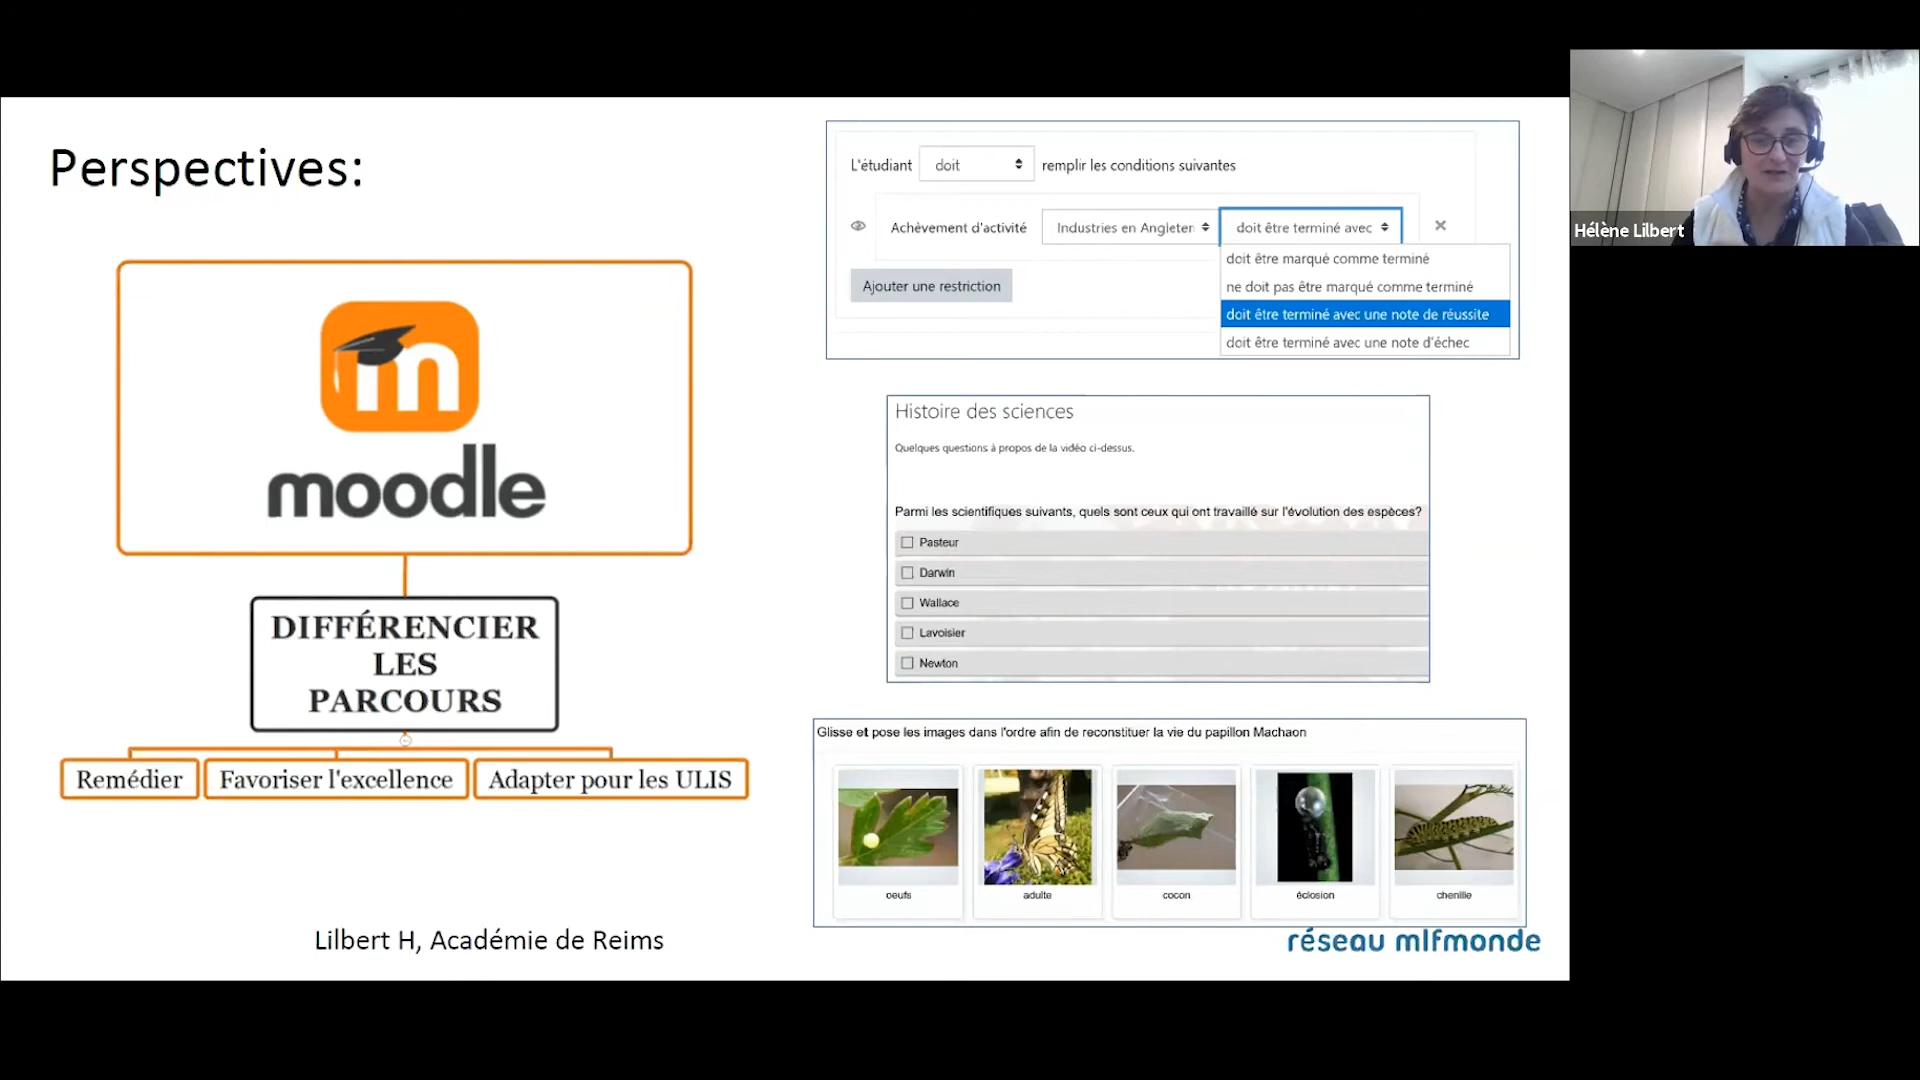 Perspectives:
moodle
DIFFÉRENCIER
LES
PARCOURS
Remédier
Favoriser l'excellence
Adapter pour les ULIS
Lilbert H, Académie de Reims
L'étudiant doit remplir les conditions suivantes
Achèvement d'activité Industries en Angleter doit être terminé avec
doit être marqué comme terminé
ne doit pas être marqué comme terminé
doit être terminé avec une note de réussite
doit être terminé avec une note d'échec
Ajouter une restriction
Histoire des sciences
Quelques questions à propos de la vidéo ci-dessus.
Parmi les scientifiques suivants, quels sont ceux qui ont travaillé sur l'évolution des espèces?
Pasteur
Darwin
Wallace
Lavoisier
Newton
Glisse et pose les images dans l'ordre afin de reconstituer la vie du papillon Machaon
oeufs
adulte
cocon
éclosion
chenille
réseau mlfmonde
Hélène Lilbert